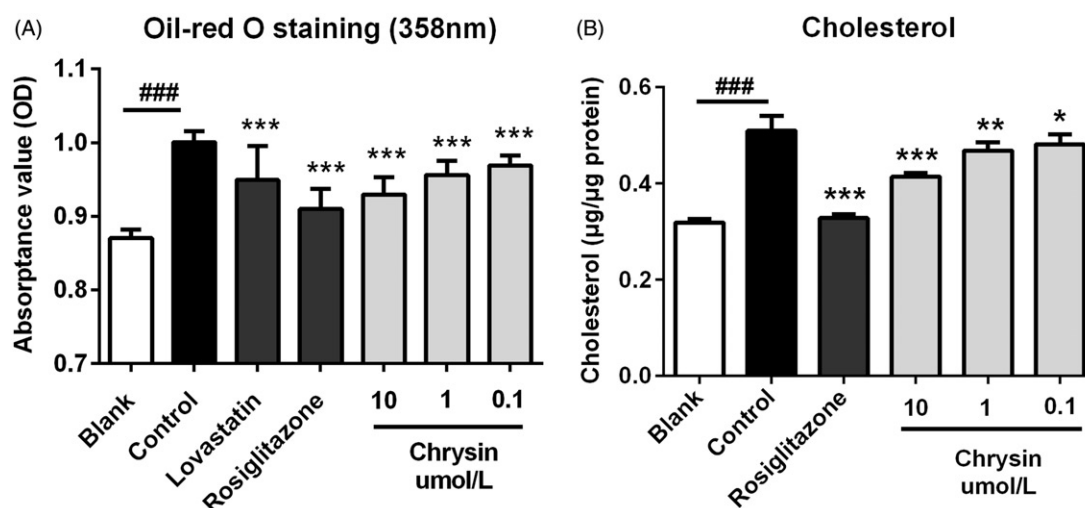 (A) Oil-red O staining (358nm)
Absorptance value (OD)
1.1
1.0
0.9
0.8
0.7
###
***
***
***
***
***
Blank
Control
Lovastatin
Rosiglitazone
10 1 0.1
Chrysin
umol/L
(B) Cholesterol
Cholesterol (µg/µg protein)
0.6
0.4
0.2
0.0
###
***
***
**
*
Blank
Control
Rosiglitazone
10 1 0.1
Chrysin
umol/L